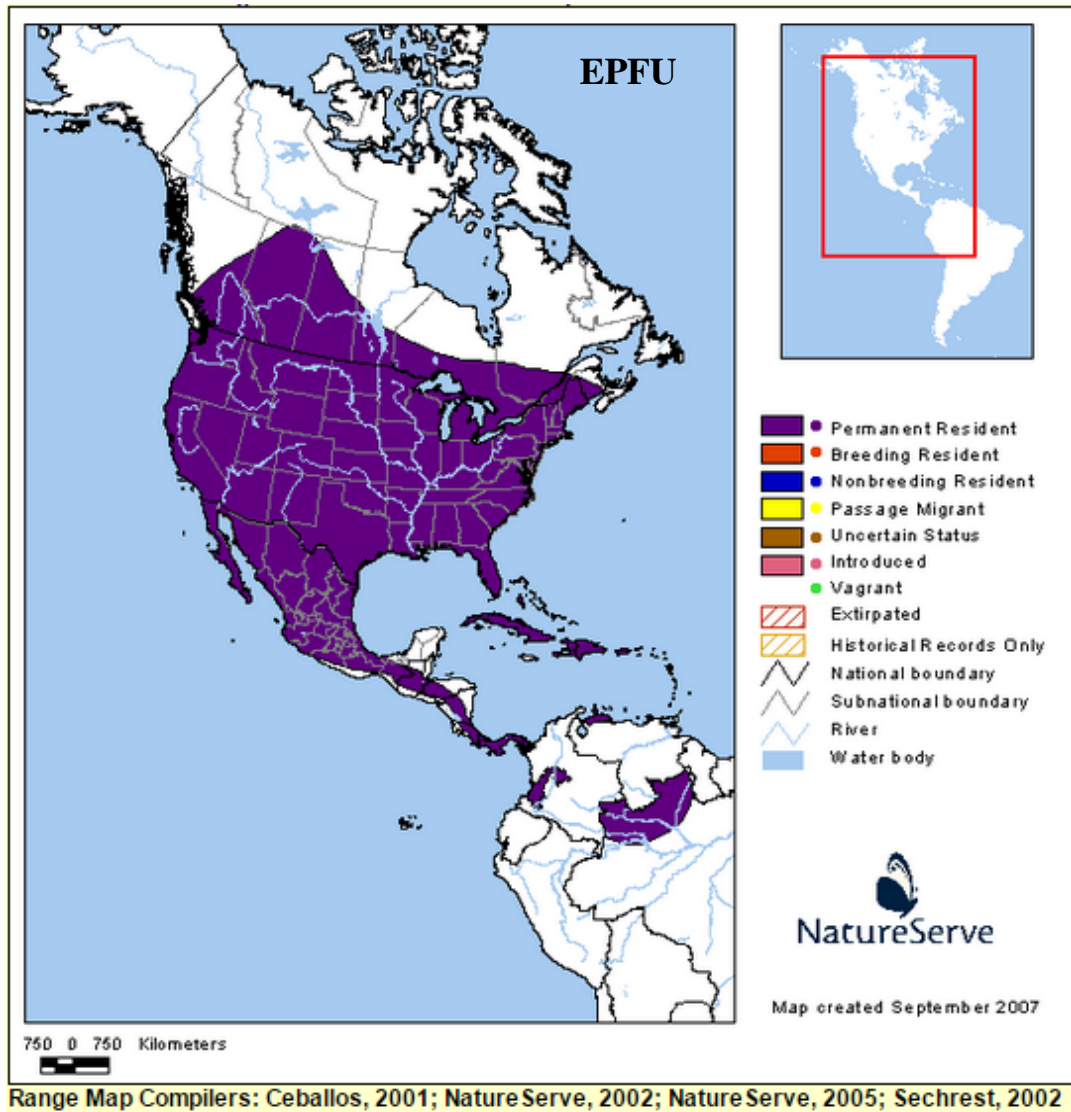 EPFU
Permanent Resident
Breeding Resident
Nonbreeding Resident
Passage Migrant
Uncertain Status
Introduced
Vagrant
Extirpated
Historical Records Only
National boundary
Subnational boundary
River
Water body
NatureServe
Map created September 2007
750 0 750 Kilometers
Range Map Compilers: Ceballos, 2001; NatureServe, 2002; NatureServe, 2005; Sechrest, 2002